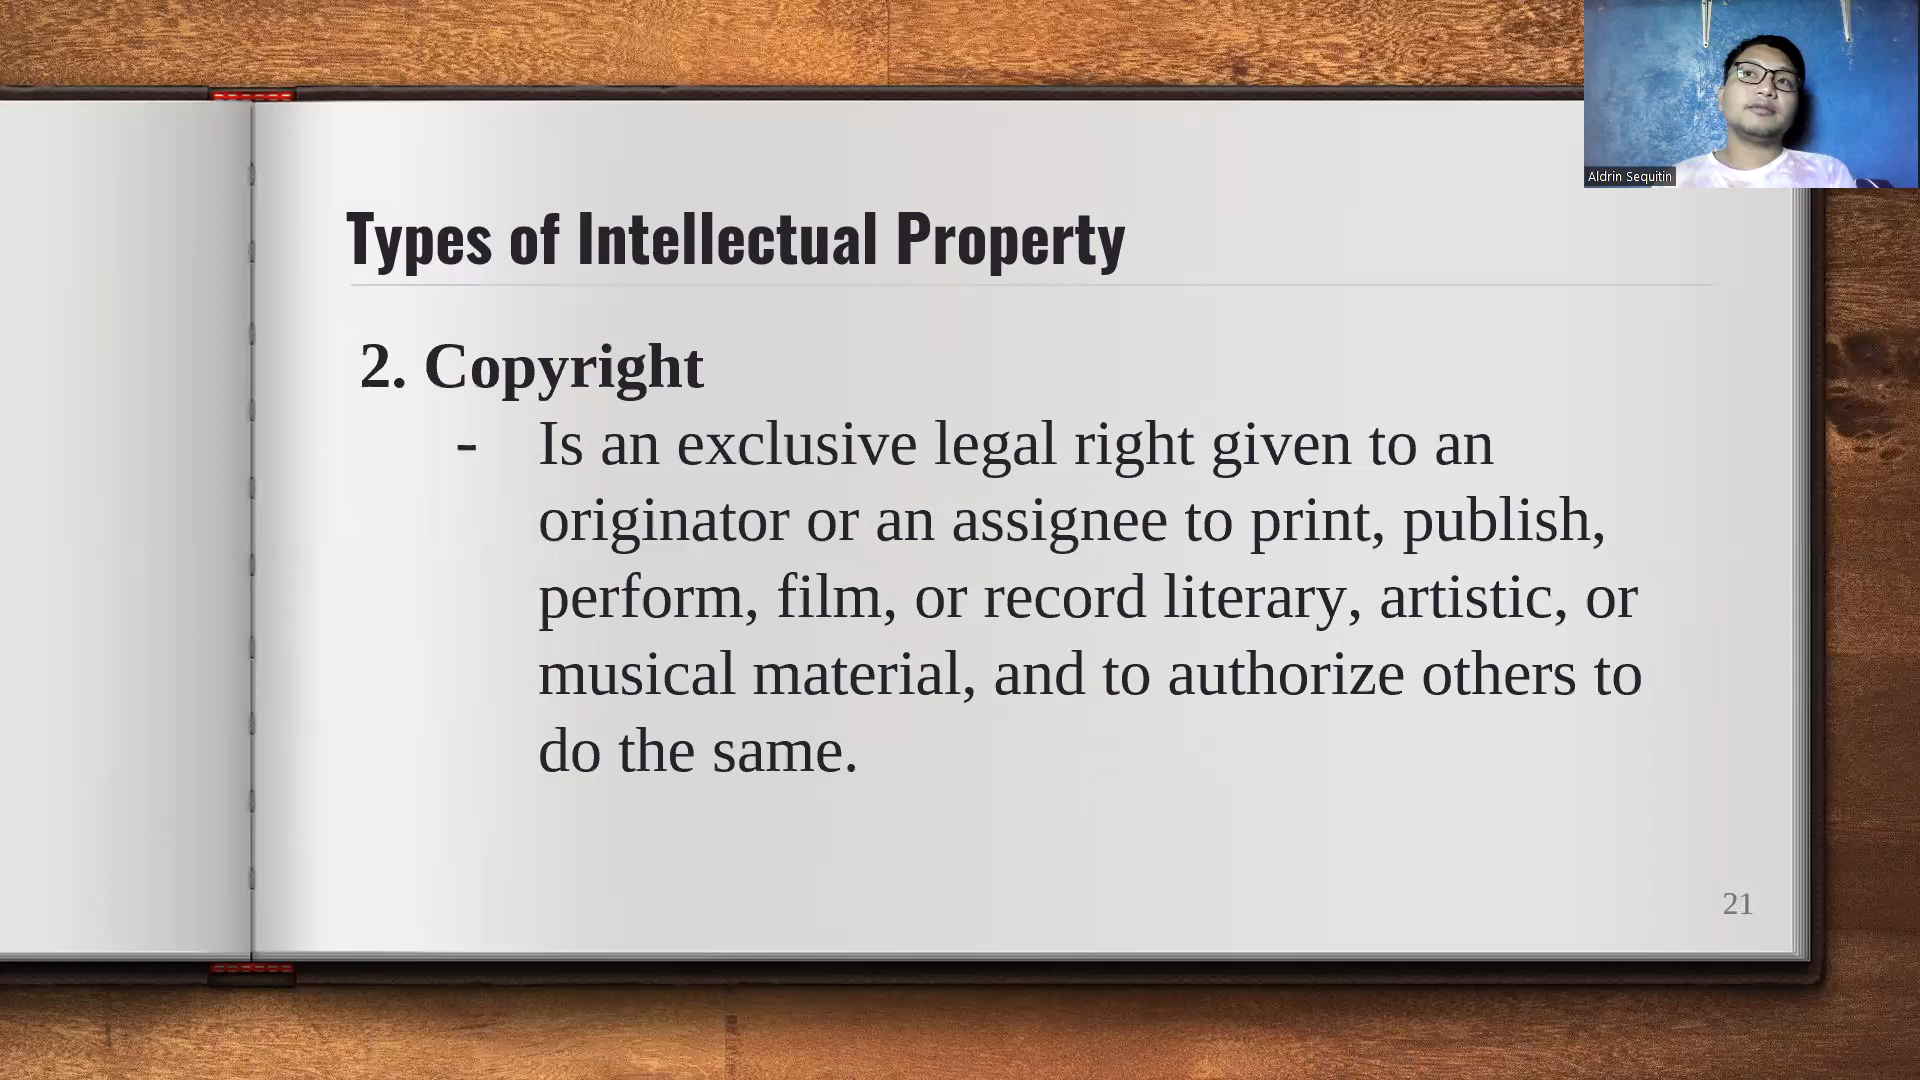 Aldrin Sequitin
Types of Intellectual Property
2. Copyright
- Is an exclusive legal right given to an
originator or an assignee to print, publish,
perform, film, or record literary, artistic, or
musical material, and to authorize others to
do the same.
21